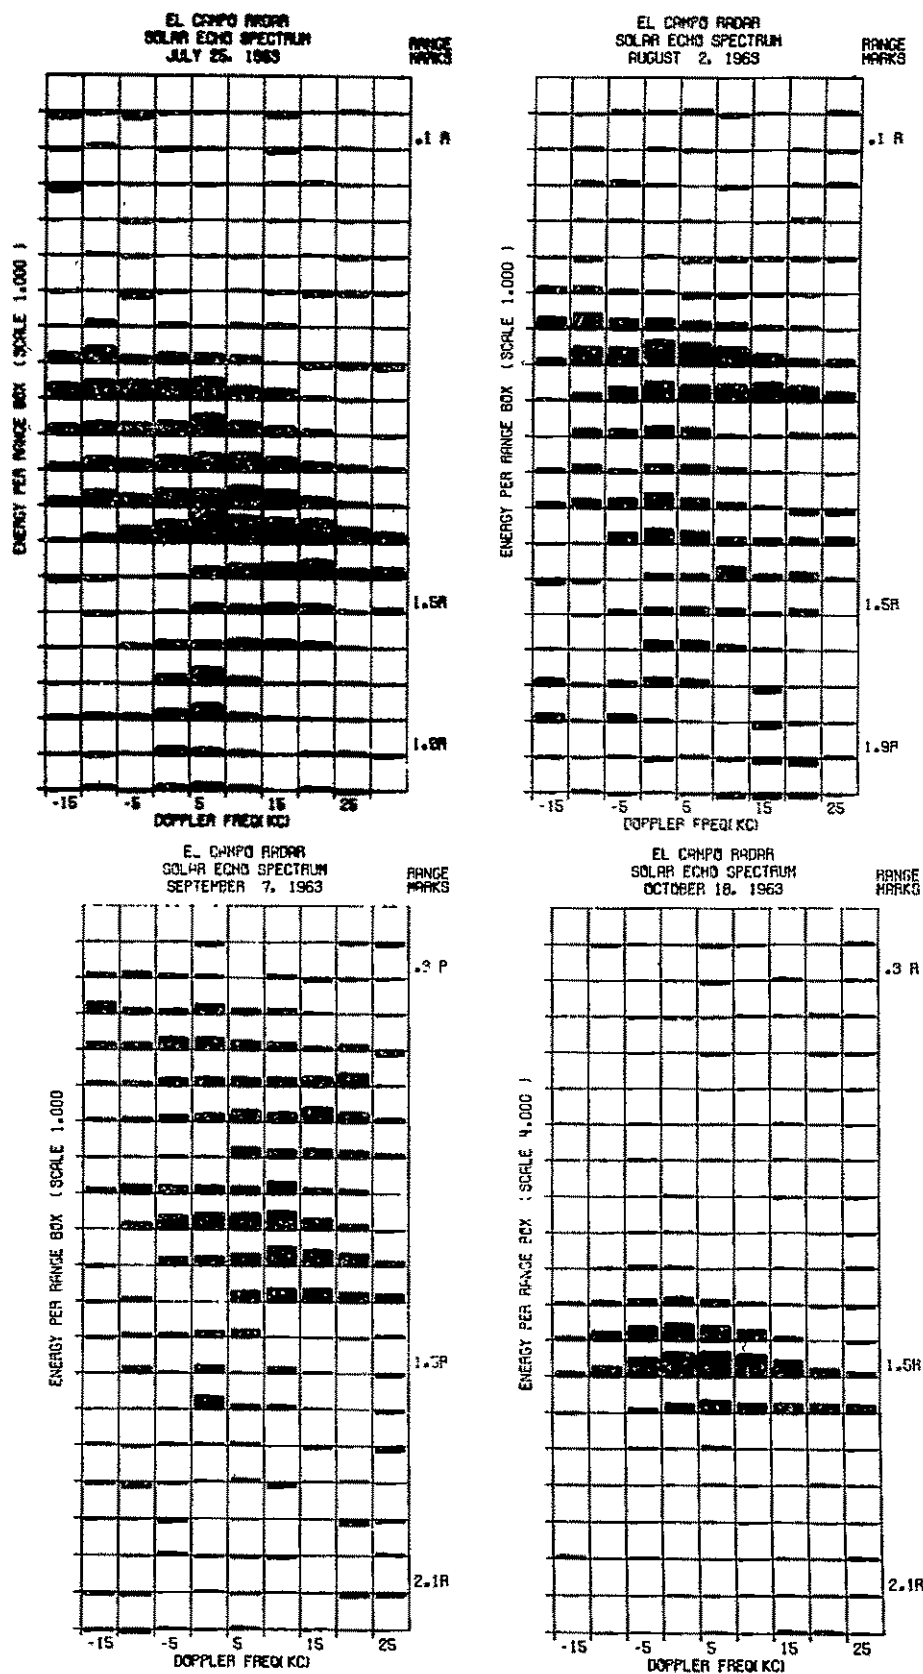 EL CAMPO RADAR
SOLAR ECHO SPECTRUM
JULY 25, 1963
RANGE
MARKS
.1 R
1.5R
1.9R
ENERGY PER RANGE BOX (SCALE 1.000 )
-15 -5 5 15 25
DOPPLER FREQ(KC)
EL CAMPO RADAR
SOLAR ECHO SPECTRUM
AUGUST 2, 1963
RANGE
MARKS
.1 R
1.5R
1.9R
ENERGY PER RANGE BOX (SCALE 1.000 )
-15 -5 5 15 25
DOPPLER FREQ(KC)
EL CAMPO RADAR
SOLAR ECHO SPECTRUM
SEPTEMBER 7, 1963
RANGE
MARKS
.3 R
1.5R
2.1R
ENERGY PER RANGE BOX (SCALE 1.000
-15 -5 5 15 25
DOPPLER FREQ(KC)
EL CAMPO RADAR
SOLAR ECHO SPECTRUM
OCTOBER 18, 1963
RANGE
MARKS
.3 R
1.5R
2.1R
ENERGY PER RANGE BOX (SCALE 4.000 )
-15 -5 5 15 25
DOPPLER FREQ(KC)